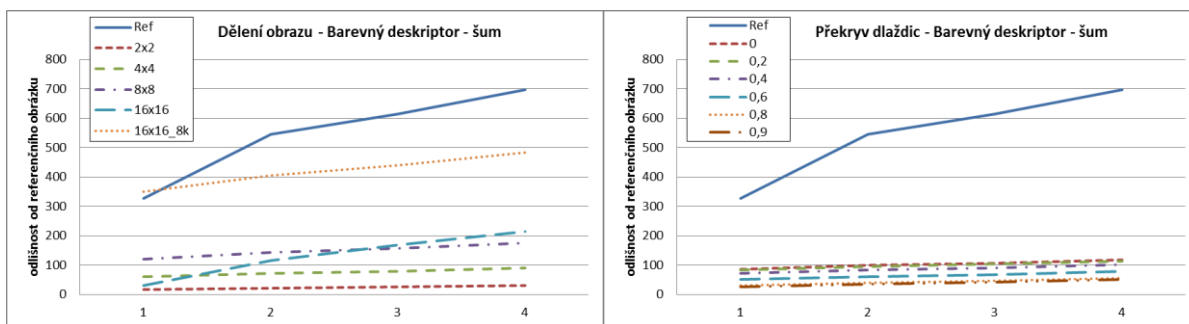 Dělení obrazu - Barevný deskriptor - šum
Ref
2x2
4x4
8x8
16x16
16x16_8k
odlišnost od referenčního obrázku
800
700
600
500
400
300
200
100
0
1 2 3 4
Překryv dlaždic - Barevný deskriptor - šum
Ref
0
0,2
0,4
0,6
0,8
0,9
odlišnost od referenčního obrázku
800
700
600
500
400
300
200
100
0
1 2 3 4